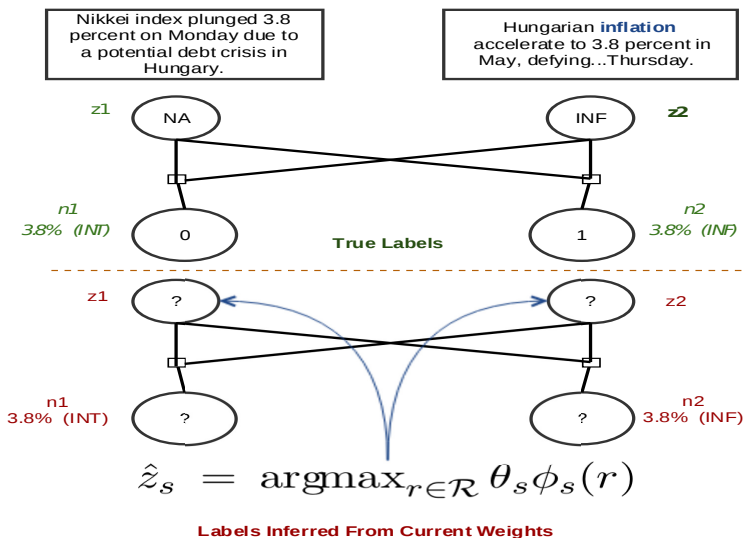 Nikkei index plunged 3.8
percent on Monday due to
a potential debt crisis in
Hungary.
Hungarian inflation
accelerate to 3.8 percent in
May, defying...Thursday.
z1
NA
INF
z2
n1
3.8% (INT)
0
True Labels
1
n2
3.8% (INF)
z1
?
?
z2
n1
3.8% (INT)
?
?
n2
3.8% (INF)
ẑ_s = argmax_{r∈ℛ} θ_s ϕ_s(r)
Labels Inferred From Current Weights